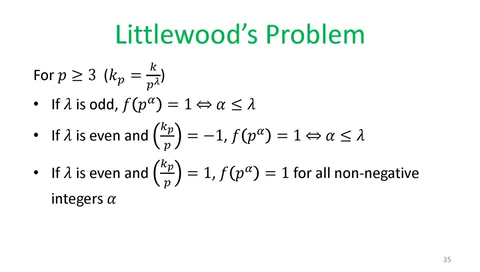 Littlewood's Problem
For p ≥ 3 (k_p = k/p^λ)
• If λ is odd, f(p^α) = 1 ⇔ α ≤ λ
• If λ is even and (k_p/p) = −1, f(p^α) = 1 ⇔ α ≤ λ
• If λ is even and (k_p/p) = 1, f(p^α) = 1 for all non-negative
integers α
35